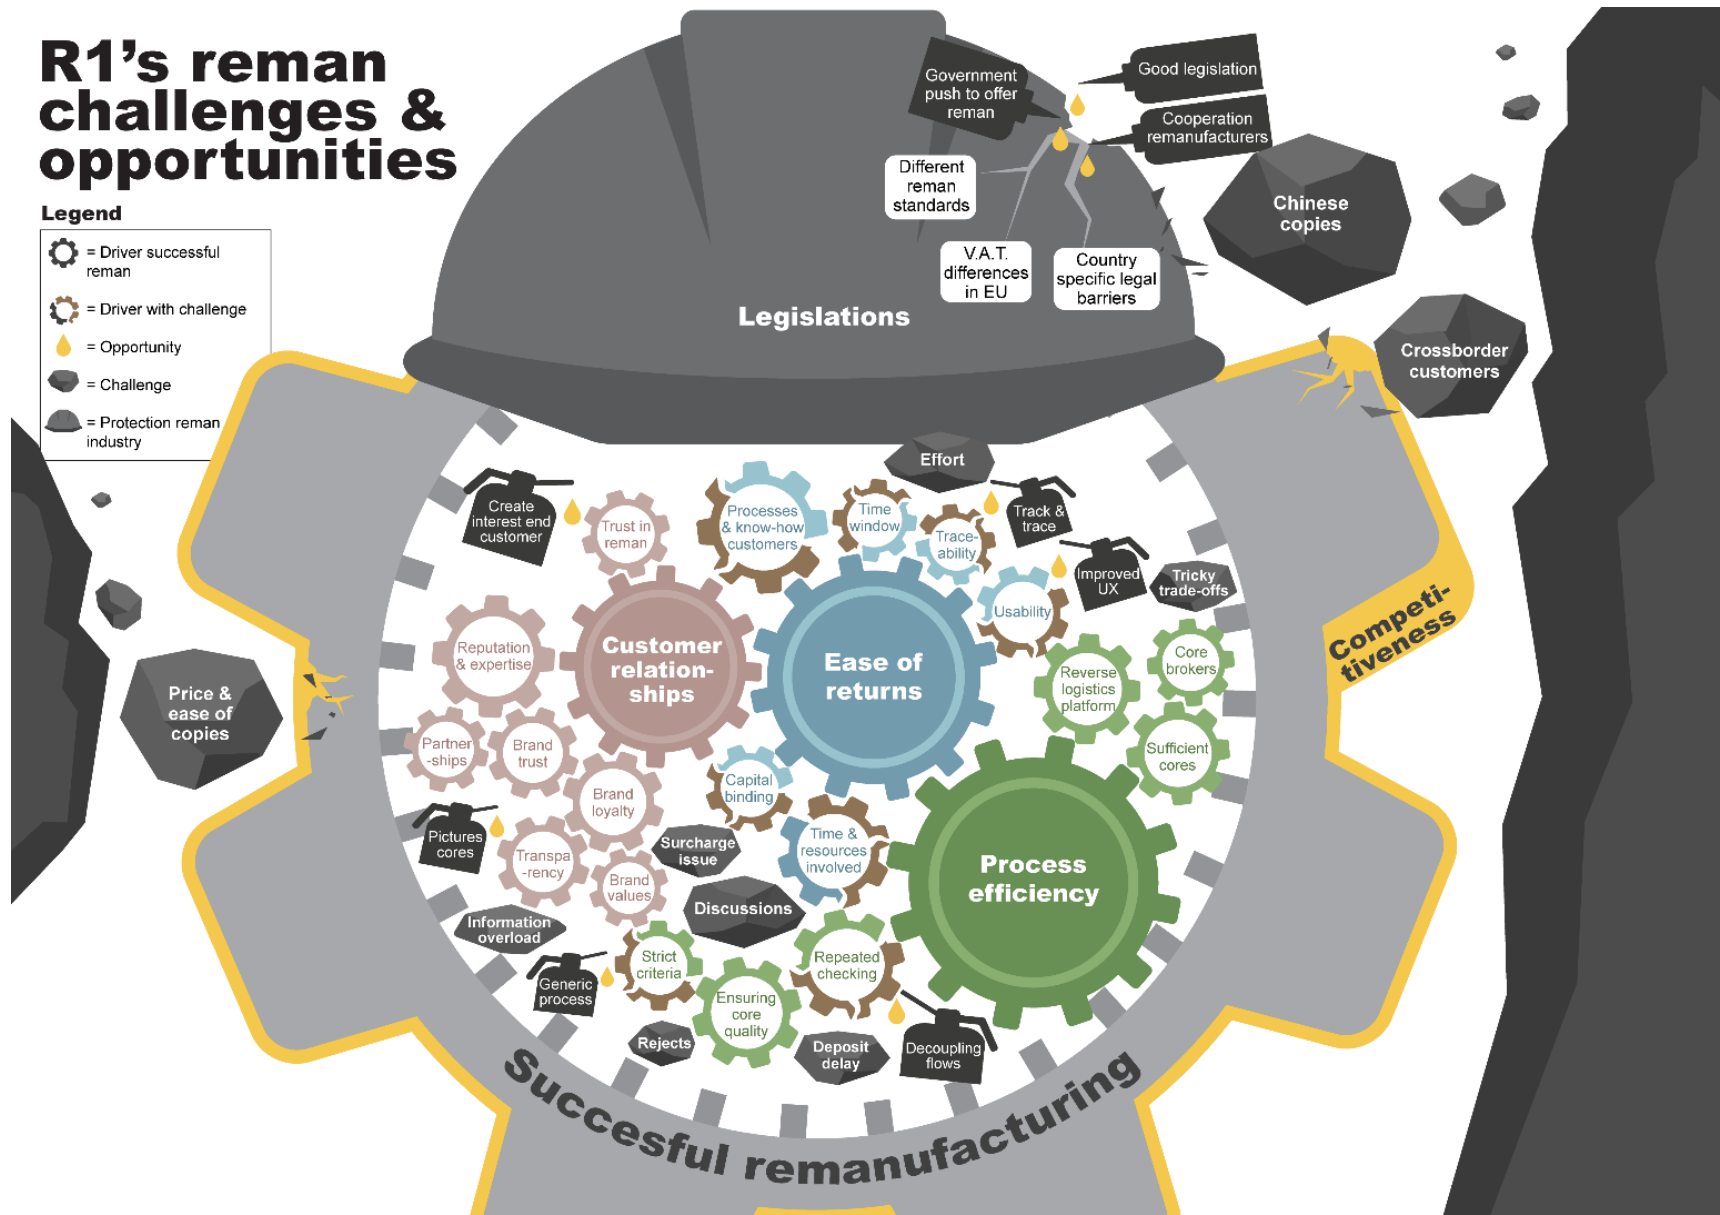 R1's reman
challenges &
opportunities
Legend
= Driver successful
reman
= Driver with challenge
= Opportunity
= Challenge
= Protection reman
industry
Government
push to offer
reman
Good legislation
Cooperation
remanufacturers
Different
reman
standards
V.A.T.
differences
in EU
Country
specific legal
barriers
Legislations
Chinese
copies
Crossborder
customers
Competi-
tiveness
Price &
ease of
copies
Effort
Create
interest end
customer
Trust in
reman
Processes
& know-how
customers
Time
window
Trace-
ability
Track &
trace
Improved
UX
Tricky
trade-offs
Usability
Reputation
& expertise
Customer
relation-
ships
Ease of
returns
Reverse
logistics
platform
Core
brokers
Sufficient
cores
Partner
-ships
Brand
trust
Brand
loyalty
Capital
binding
Pictures
cores
Transpa
-rency
Brand
values
Surcharge
issue
Time &
resources
involved
Process
efficiency
Discussions
Information
overload
Strict
criteria
Repeated
checking
Generic
process
Ensuring
core
quality
Rejects
Deposit
delay
Decoupling
flows
Succesful remanufacturing